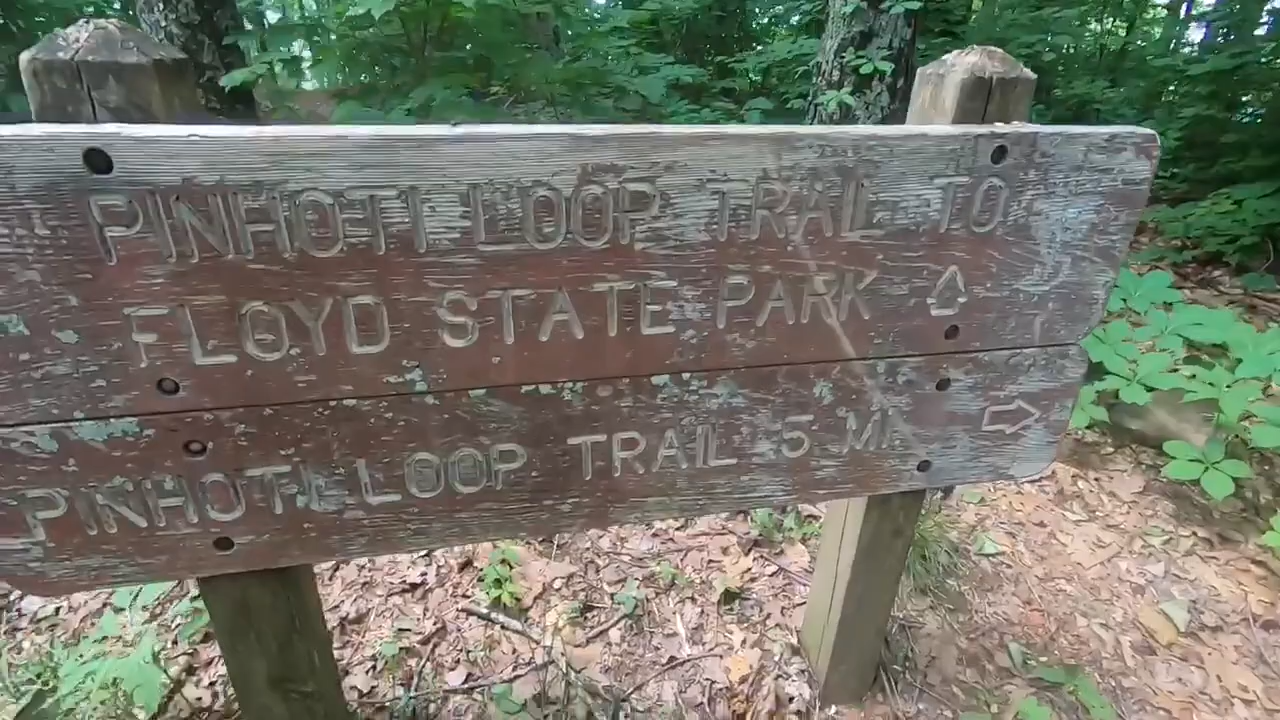 PINHOTI LOOP TRAIL TO
FLOYD STATE PARK ⇧
PINHOTI LOOP TRAIL .5 MI ⇨